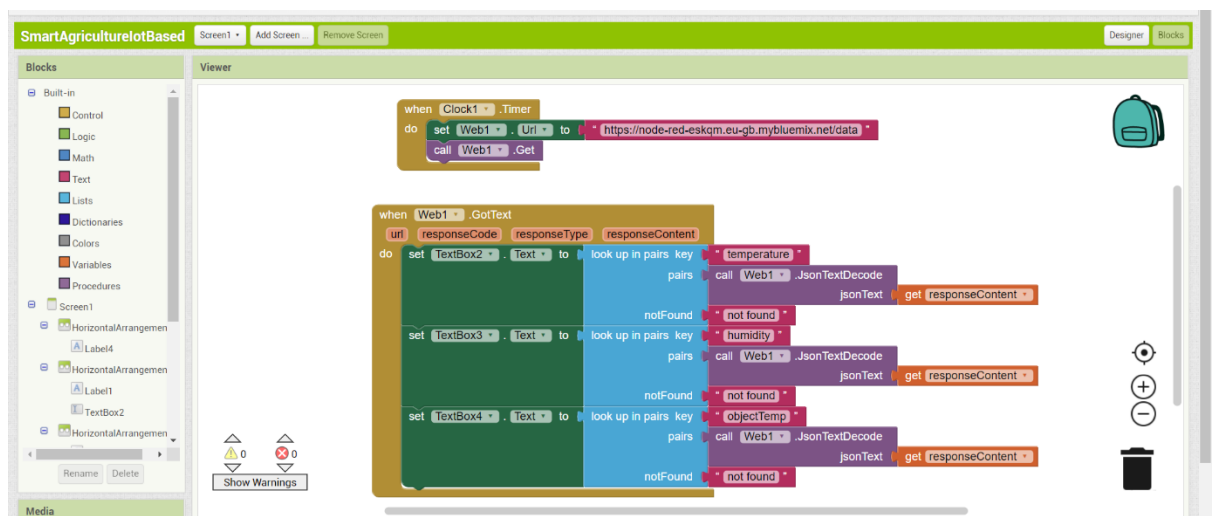 SmartAgricultureIotBased Screen1 Add Screen ... Remove Screen Designer Blocks
Blocks
Viewer
Built-in
Control
Logic
Math
Text
Lists
Dictionaries
Colors
Variables
Procedures
Screen1
HorizontalArrangemen
Label4
HorizontalArrangemen
Label1
TextBox2
HorizontalArrangemen
Rename Delete
Media
when Clock1 .Timer
do set Web1 . Url to " https://node-red-eskqm.eu-gb.mybluemix.net/data "
call Web1 .Get
when Web1 .GotText
url responseCode responseType responseContent
do set TextBox2 . Text to look up in pairs key " temperature "
pairs call Web1 .JsonTextDecode
jsonText get responseContent
notFound " not found "
set TextBox3 . Text to look up in pairs key " humidity "
pairs call Web1 .JsonTextDecode
jsonText get responseContent
notFound " not found "
set TextBox4 . Text to look up in pairs key " objectTemp "
pairs call Web1 .JsonTextDecode
jsonText get responseContent
notFound " not found "
0 0
Show Warnings